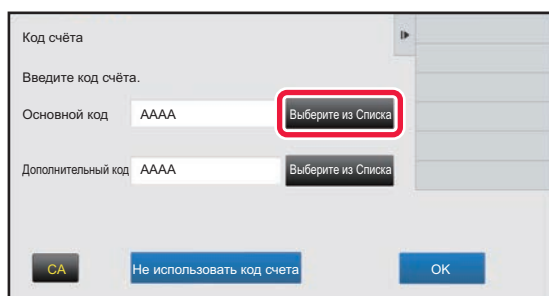 Код счёта
Введите код счёта.
Основной код AAAA Выберите из Списка
Дополнительный код AAAA Выберите из Списка
CA Не использовать код счета OK